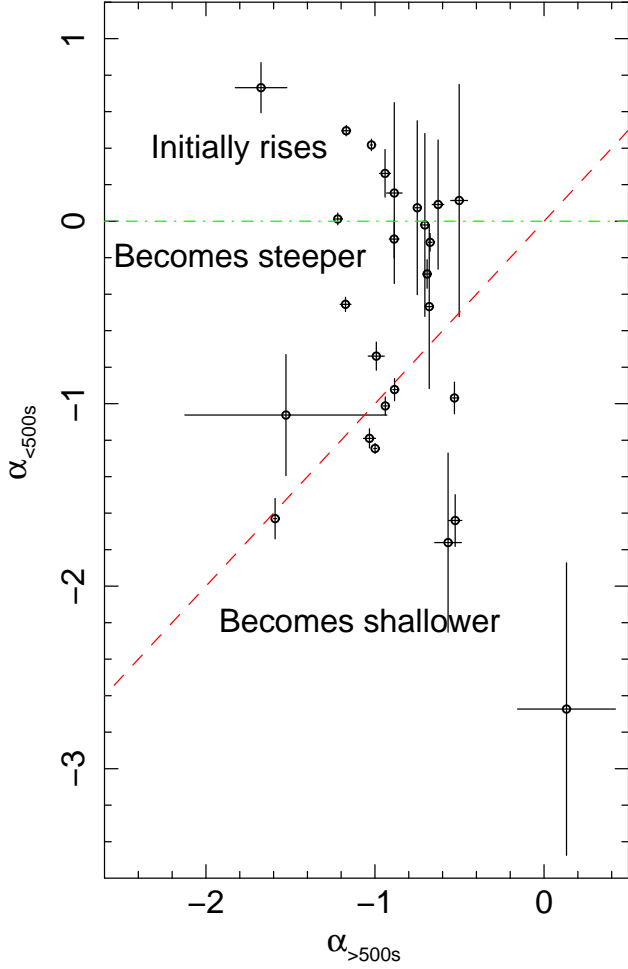 1
Initially rises
0
Becomes steeper
−1
α<500s
−2
Becomes shallower
−3
−2
−1
0
α>500s